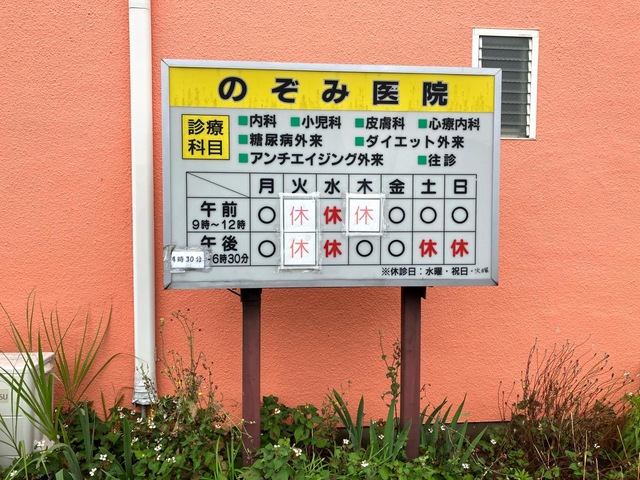 のぞみ医院
診療科目
■内科 ■小児科 ■皮膚科 ■心療内科
■糖尿病外来 ■ダイエット外来
■アンチエイジング外来 ■往診
月 火 水 木 金 土 日
午前 9時〜12時 ○ 休 休 休 ○ ○ ○
午後 4時30分〜6時30分 ○ 休 休 ○ ○ 休 休
※休診日:水曜・祝日・火曜